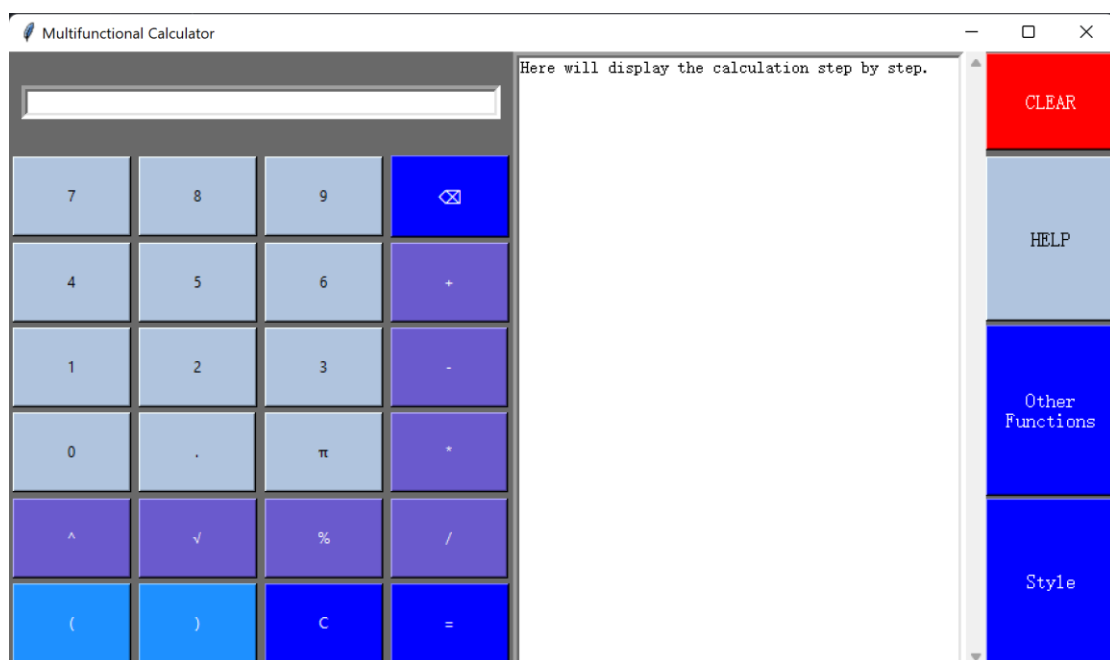 Multifunctional Calculator
Here will display the calculation step by step.
CLEAR
7 8 9 ⌫
HELP
4 5 6 +
1 2 3 -
Other
Functions
0 . π *
^ √ % /
Style
( ) C =